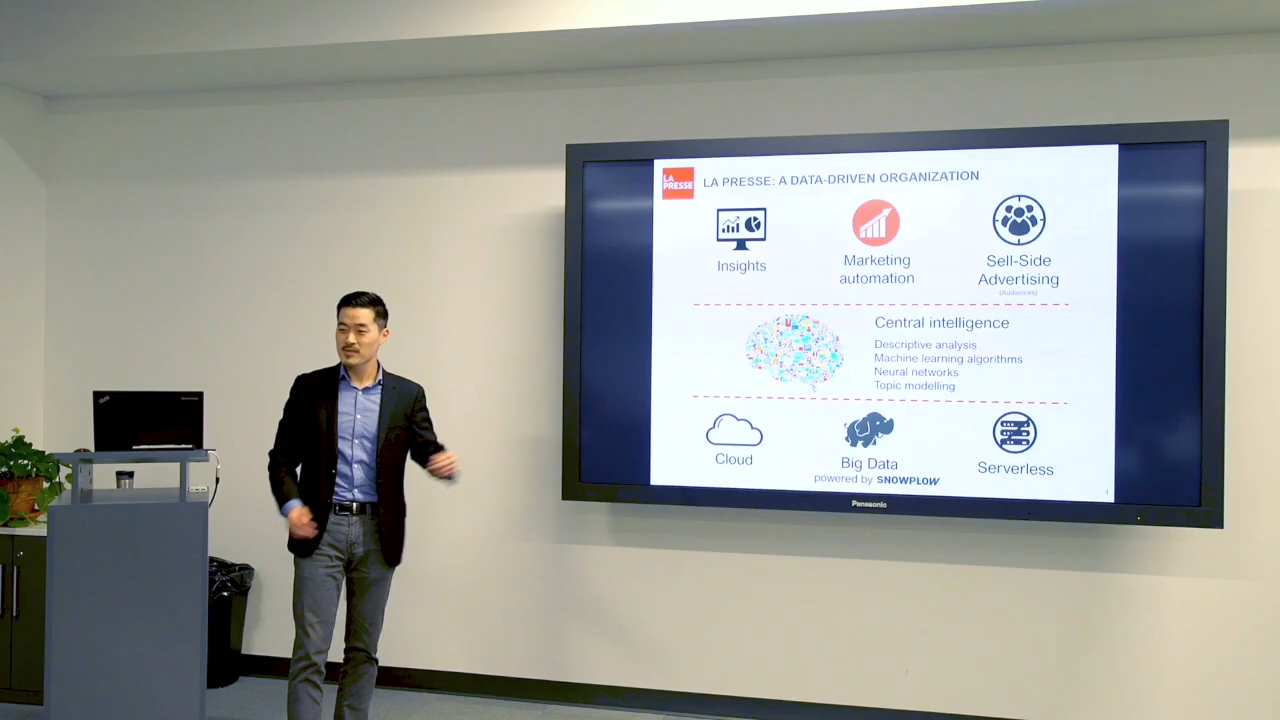 LA
PRESSE
LA PRESSE: A DATA-DRIVEN ORGANIZATION
Insights
Marketing
automation
Sell-Side
Advertising
(Audiences)
Central intelligence
Descriptive analysis
Machine learning algorithms
Neural networks
Topic modelling
Cloud
Big Data
powered by SNOWPLOW
Serverless
Panasonic